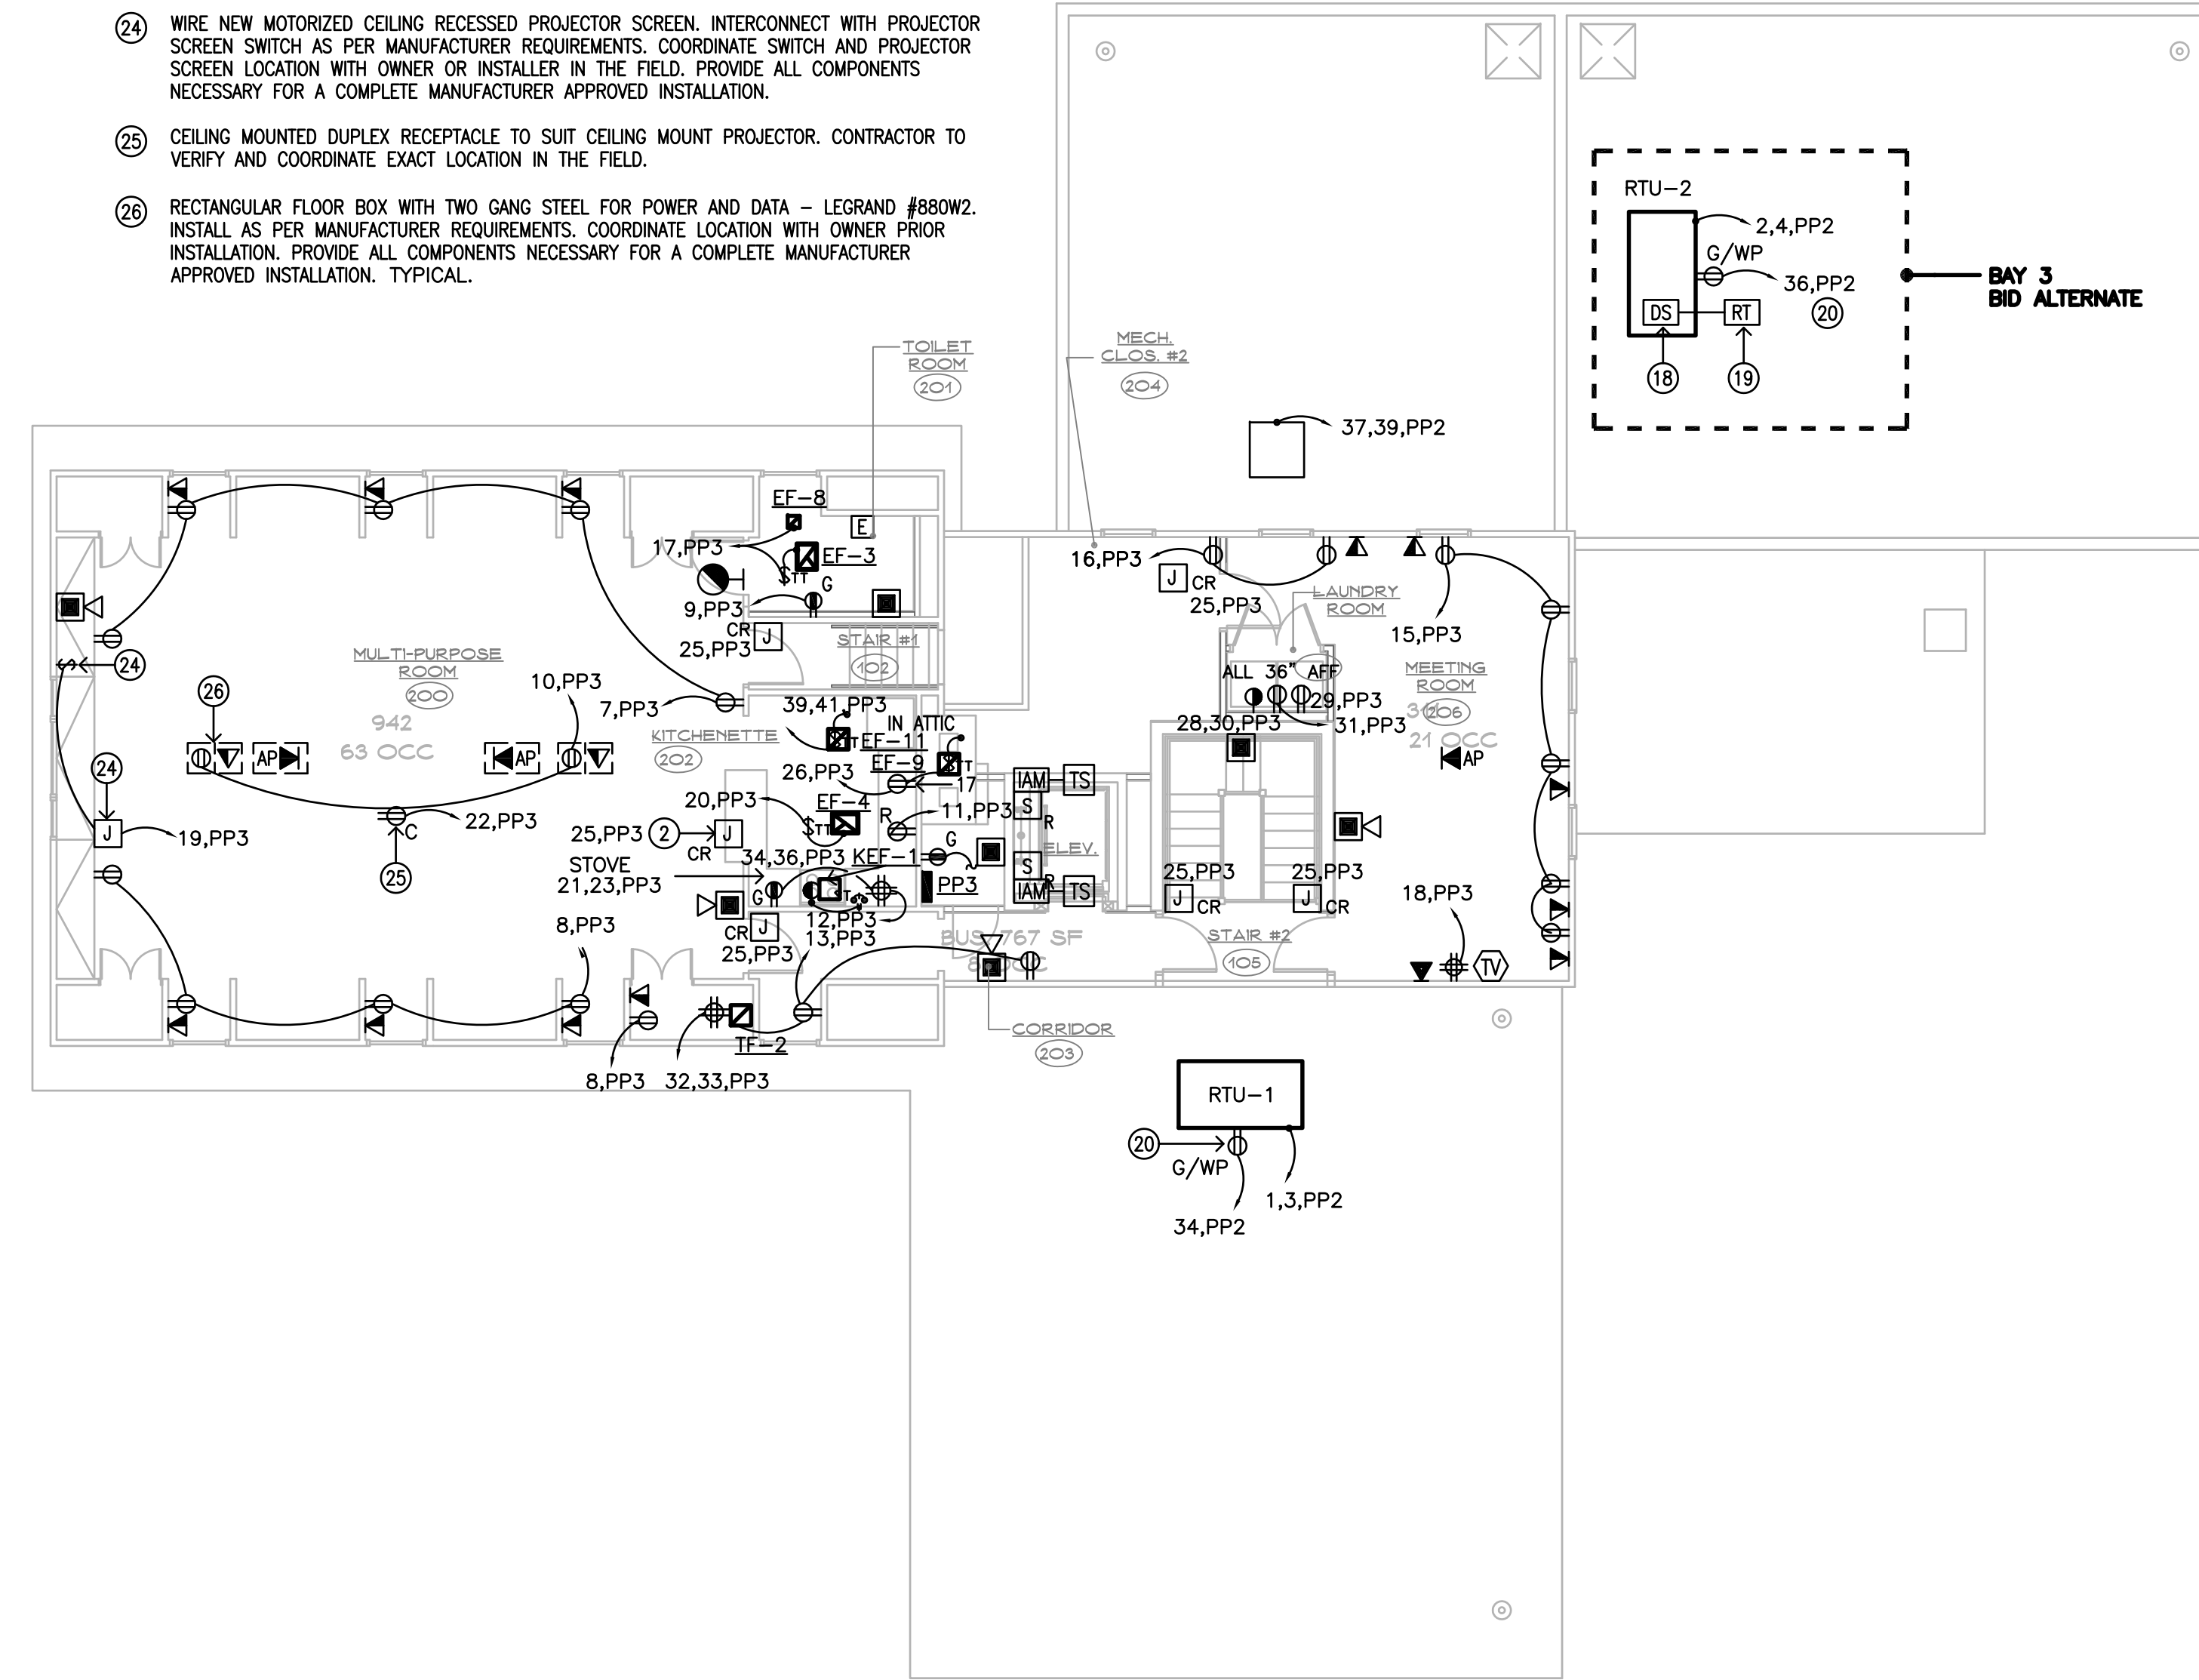 24 WIRE NEW MOTORIZED CEILING RECESSED PROJECTOR SCREEN. INTERCONNECT WITH PROJECTOR
SCREEN SWITCH AS PER MANUFACTURER REQUIREMENTS. COORDINATE SWITCH AND PROJECTOR
SCREEN LOCATION WITH OWNER OR INSTALLER IN THE FIELD. PROVIDE ALL COMPONENTS
NECESSARY FOR A COMPLETE MANUFACTURER APPROVED INSTALLATION.
25 CEILING MOUNTED DUPLEX RECEPTACLE TO SUIT CEILING MOUNT PROJECTOR. CONTRACTOR TO
VERIFY AND COORDINATE EXACT LOCATION IN THE FIELD.
26 RECTANGULAR FLOOR BOX WITH TWO GANG STEEL FOR POWER AND DATA – LEGRAND #880W2.
INSTALL AS PER MANUFACTURER REQUIREMENTS. COORDINATE LOCATION WITH OWNER PRIOR
INSTALLATION. PROVIDE ALL COMPONENTS NECESSARY FOR A COMPLETE MANUFACTURER
APPROVED INSTALLATION. TYPICAL.
RTU-2
2,4,PP2
G/WP
36,PP2
20
DS
RT
18
19
BAY 3
BID ALTERNATE
TOILET
ROOM
201
MECH.
CLOS. #2
204
37,39,PP2
EF-8
E
17,PP3
EF-3
$TT
G
9,PP3
CR
J
25,PP3
STAIR #1
102
16,PP3
J
CR
25,PP3
LAUNDRY
ROOM
15,PP3
ALL 36" AFF
29,PP3
31,PP3
28,30,PP3
MEETING
ROOM
206
21 OCC
AP
24
MULTI-PURPOSE
ROOM
200
942
63 OCC
26
10,PP3
7,PP3
AP
AP
24
J
19,PP3
C
22,PP3
25
39,41,PP3
IN ATTIC
KITCHENETTE
202
EF-11
EF-9
$TT
26,PP3
17
20,PP3
EF-4
$TT
R
11,PP3
25,PP3
2
J
CR
STOVE
21,23,PP3
34,36,PP3
KEF-1
G
G
PP3
IAM
TS
S
R
ELEV.
S
R
IAM
TS
12,PP3
13,PP3
CR
J
25,PP3
8,PP3
BUS. 767 SF
25,PP3
J
CR
25,PP3
J
CR
STAIR #2
105
18,PP3
TV
TF-2
8,PP3
32,33,PP3
CORRIDOR
203
RTU-1
20
G/WP
1,3,PP2
34,PP2